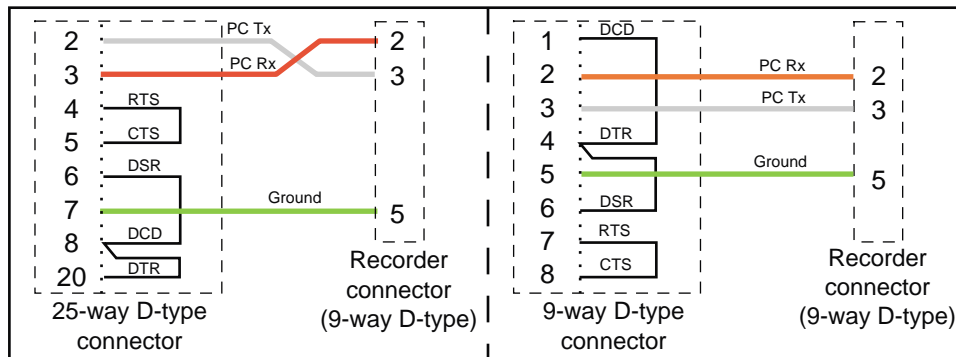 2 PC Tx 2
3 PC Rx 3
4 RTS
5 CTS
6 DSR
7 Ground 5
8 DCD
20 DTR
25-way D-type
connector
Recorder
connector
(9-way D-type)
1 DCD
2 PC Rx 2
3 PC Tx 3
4 DTR
5 Ground 5
6 DSR
7 RTS
8 CTS
9-way D-type
connector
Recorder
connector
(9-way D-type)